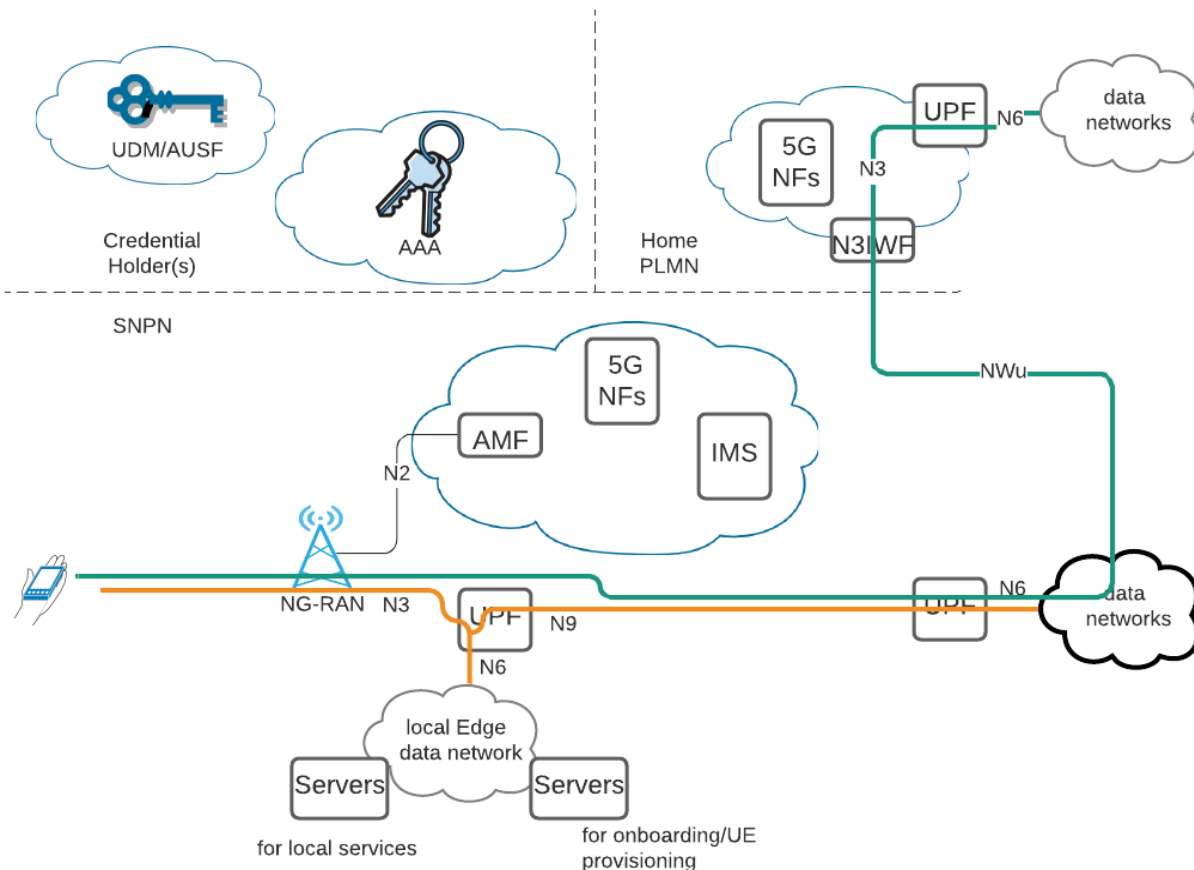 UDM/AUSF
AAA
Credential
Holder(s)
Home
PLMN
5G
NFs
UPF
N6
data
networks
N3
N3IWF
SNPN
5G
NFs
AMF
IMS
N2
NWu
NG-RAN
N3
UPF
N9
UPF
N6
data
networks
N6
local Edge
data network
Servers
Servers
for local services
for onboarding/UE
provisioning